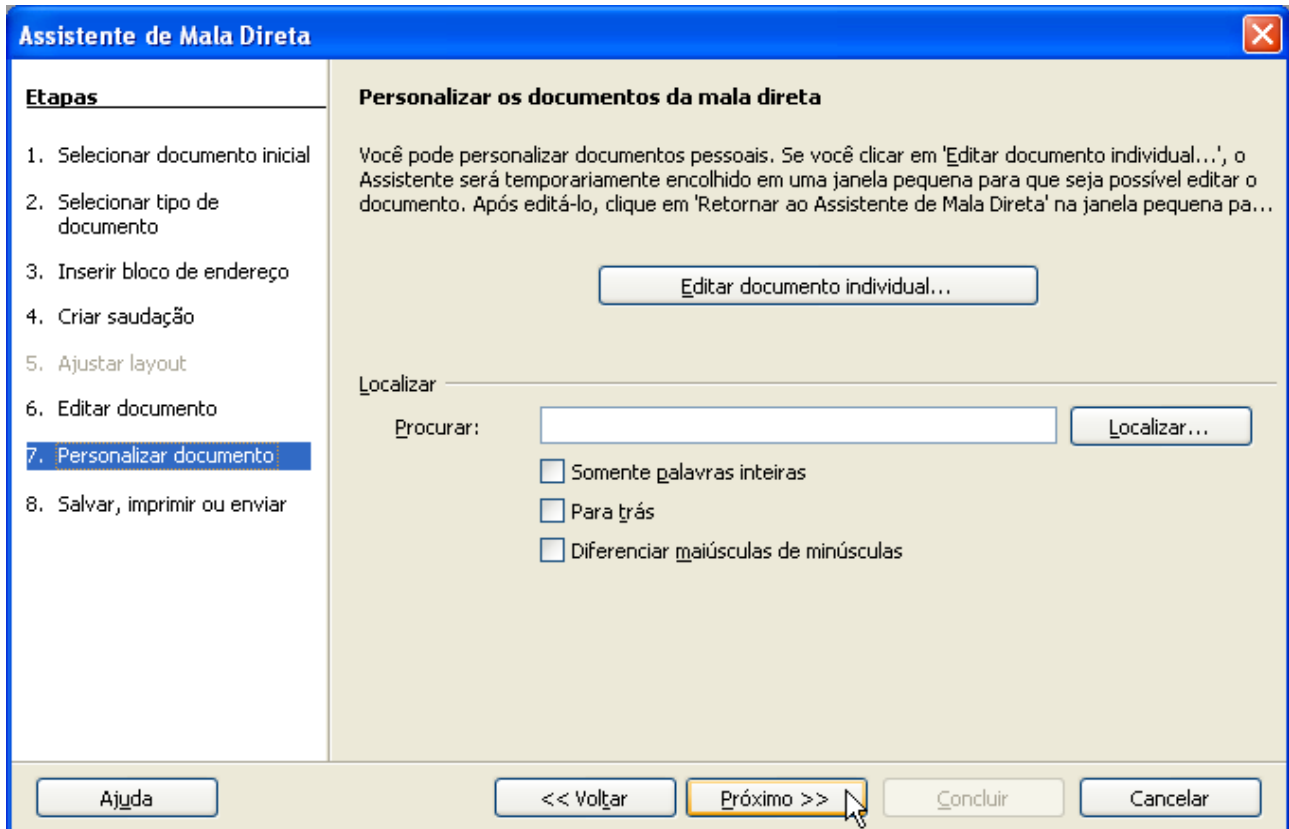 Assistente de Mala Direta
Etapas
1. Selecionar documento inicial
2. Selecionar tipo de
documento
3. Inserir bloco de endereço
4. Criar saudação
5. Ajustar layout
6. Editar documento
7. Personalizar documento
8. Salvar, imprimir ou enviar
Personalizar os documentos da mala direta
Você pode personalizar documentos pessoais. Se você clicar em 'Editar documento individual...', o
Assistente será temporariamente encolhido em uma janela pequena para que seja possível editar o
documento. Após editá-lo, clique em 'Retornar ao Assistente de Mala Direta' na janela pequena pa...
Editar documento individual...
Localizar
Procurar:
Localizar...
Somente palavras inteiras
Para trás
Diferenciar maiúsculas de minúsculas
Ajuda
<< Voltar
Próximo >>
Concluir
Cancelar